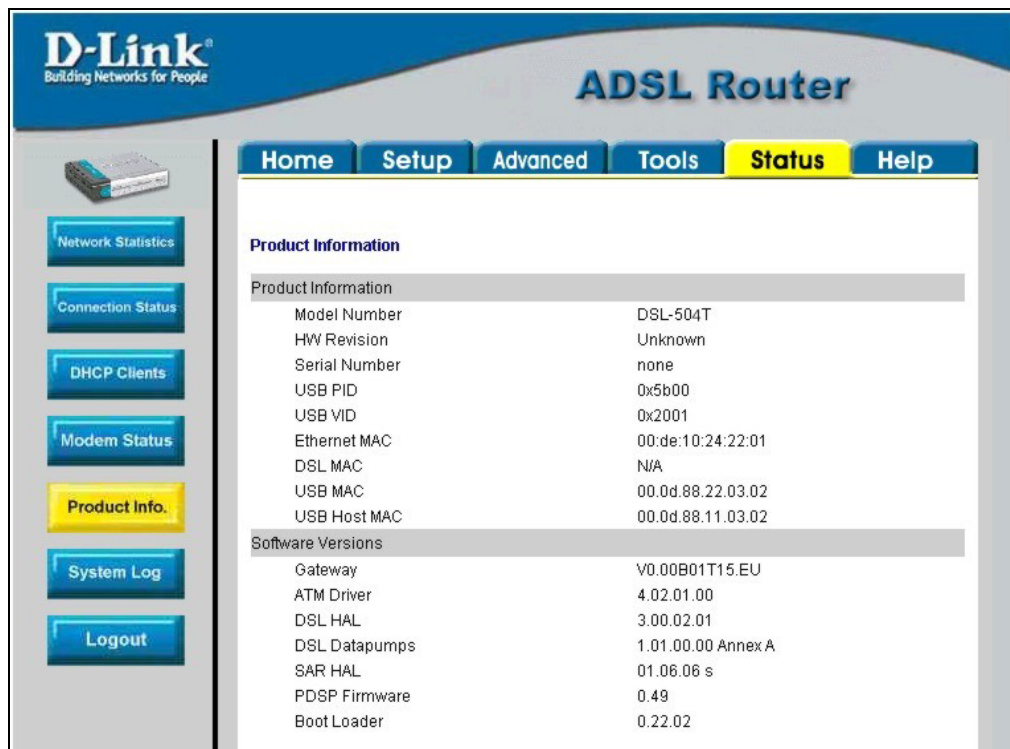 D-Link®
Building Networks for People
ADSL Router
Home Setup Advanced Tools Status Help
Network Statistics
Connection Status
DHCP Clients
Modem Status
Product Info.
System Log
Logout
Product Information
Product Information
Model Number DSL-504T
HW Revision Unknown
Serial Number none
USB PID 0x5b00
USB VID 0x2001
Ethernet MAC 00:de:10:24:22:01
DSL MAC N/A
USB MAC 00.0d.88.22.03.02
USB Host MAC 00.0d.88.11.03.02
Software Versions
Gateway V0.00B01T15.EU
ATM Driver 4.02.01.00
DSL HAL 3.00.02.01
DSL Datapumps 1.01.00.00 Annex A
SAR HAL 01.06.06 s
PDSP Firmware 0.49
Boot Loader 0.22.02